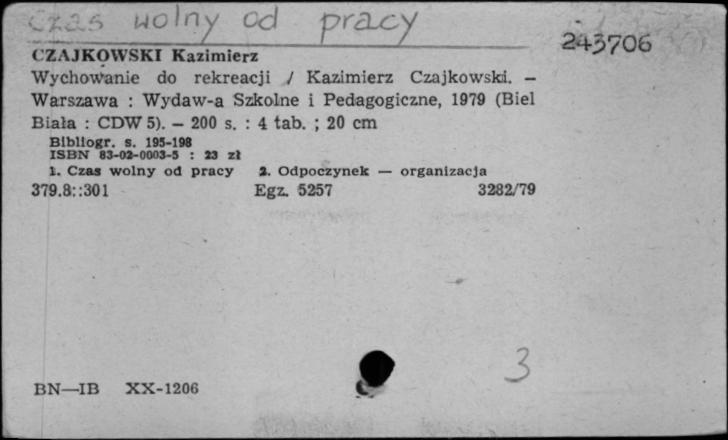 Czas wolny od pracy
243706
CZAJKOWSKI Kazimierz
Wychowanie do rekreacji / Kazimierz Czajkowski. —
Warszawa : Wydaw-a Szkolne i Pedagogiczne, 1979 (Biel
Biała : CDW 5). — 200 s. : 4 tab. ; 20 cm
Bibliogr. s. 195-198
ISBN 83-02-0003-5 : 23 zł
1. Czas wolny od pracy 2. Odpoczynek — organizacja
379.8::301 Egz. 5257 3282/79
3
BN—IB XX-1206